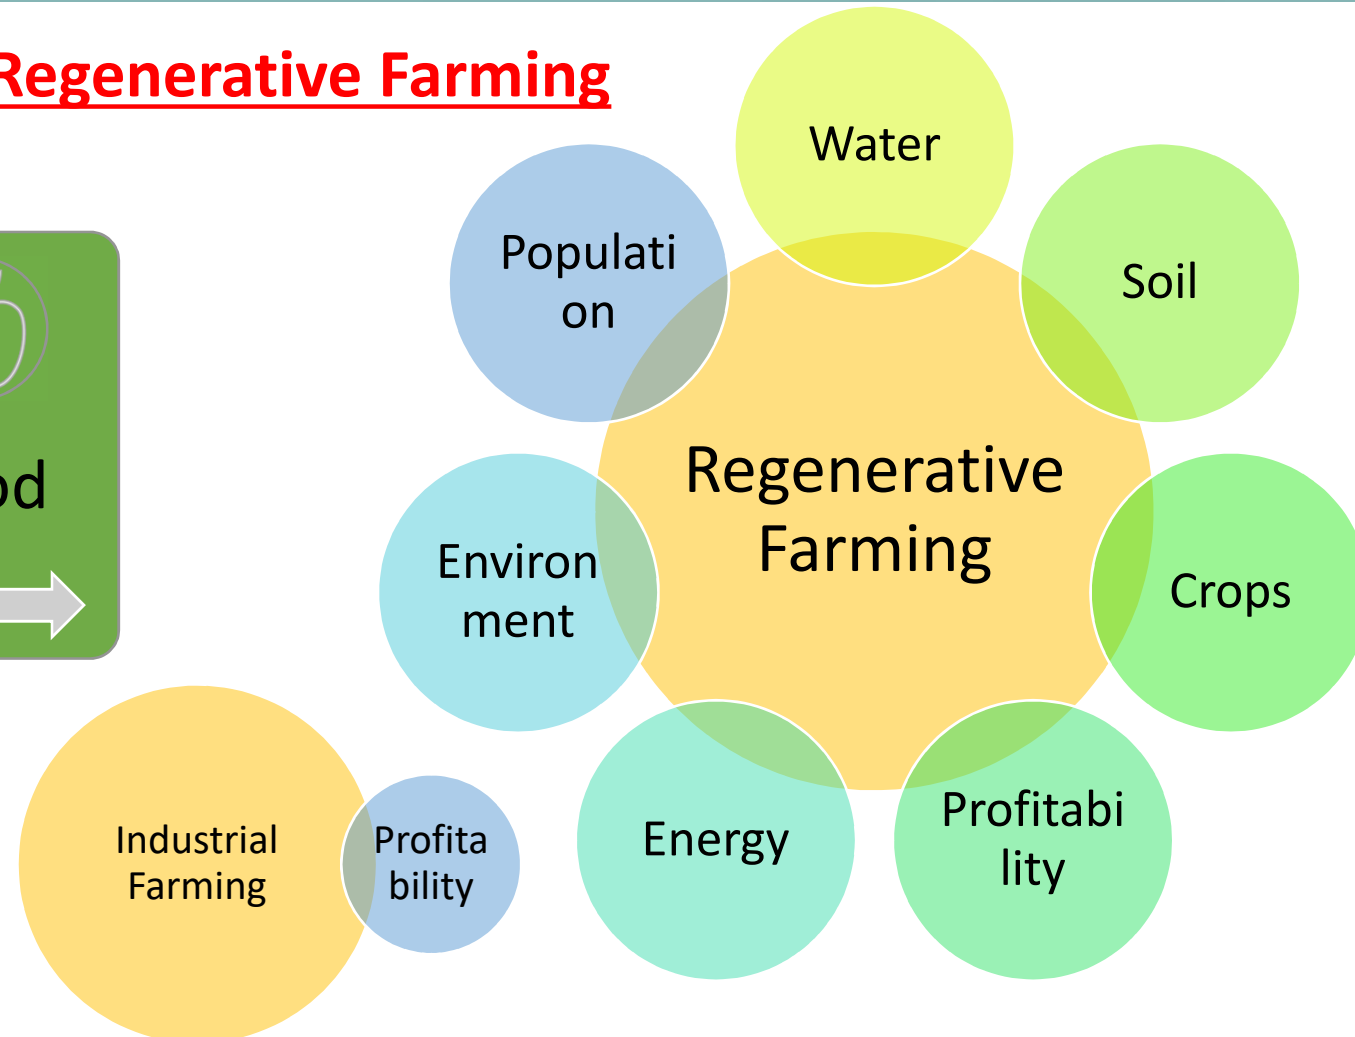 Regenerative Farming
Water
Populati
on
Soil
Regenerative
Farming
Environ
ment
Crops
Energy
Profitabi
lity
Industrial
Farming
Profita
bility